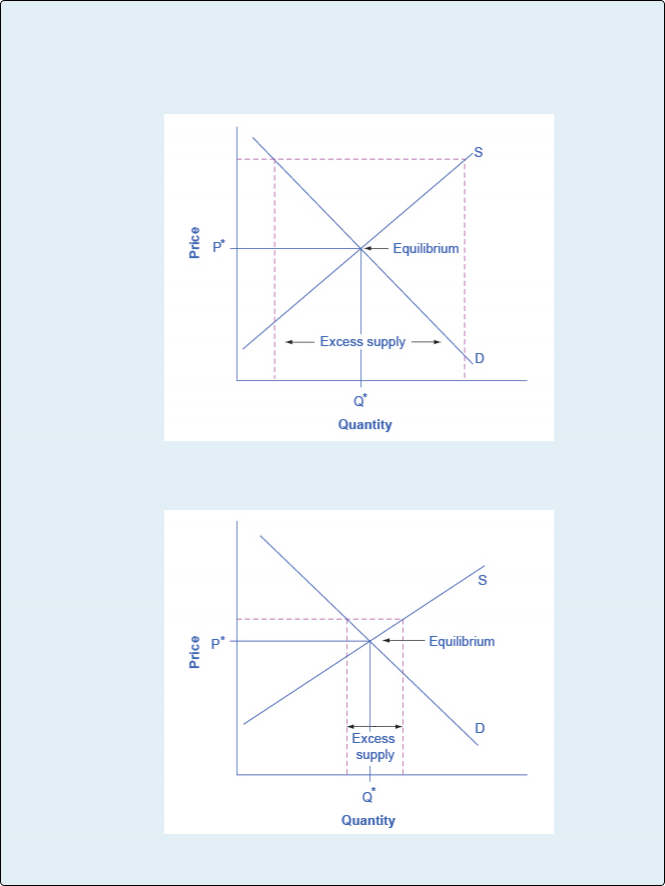 S
Price
P*
Equilibrium
Excess supply
D
Q*
Quantity
S
Price
P*
Equilibrium
D
Excess
supply
Q*
Quantity